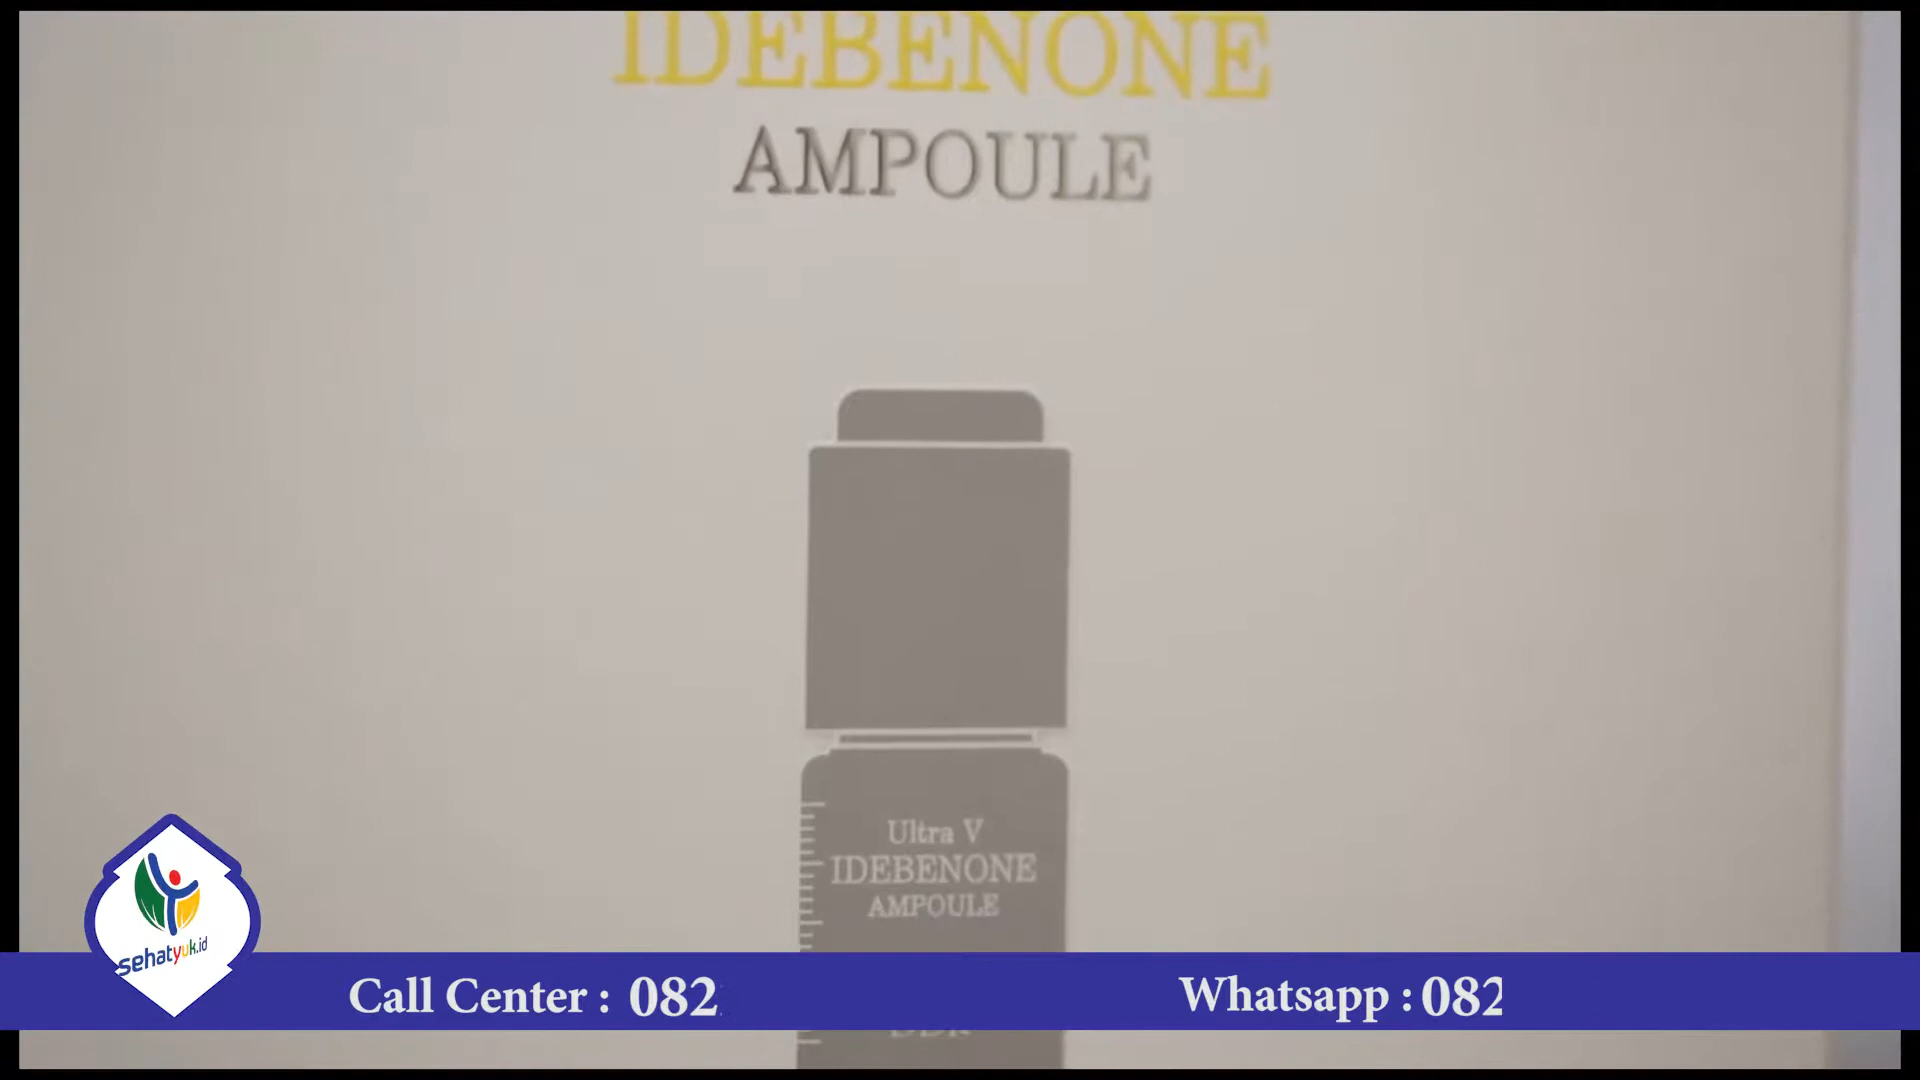 IDEBENONE
AMPOULE
Ultra V
IDEBENONE
AMPOULE
sehatyuk.id
Call Center : 082
Whatsapp : 082